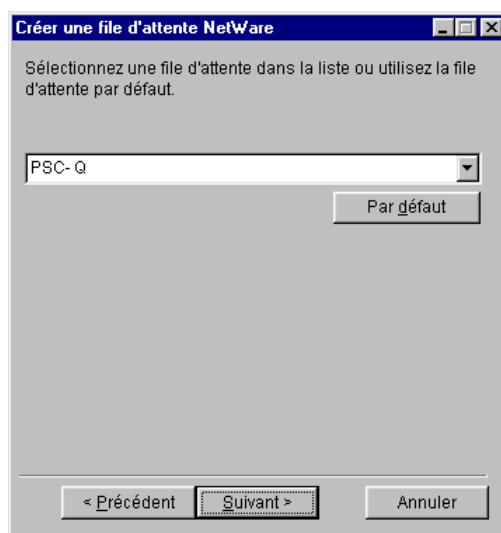 Créer une file d'attente NetWare
Sélectionnez une file d'attente dans la liste ou utilisez la file
d'attente par défaut.
PSC- Q
Par défaut
< Précédent
Suivant >
Annuler